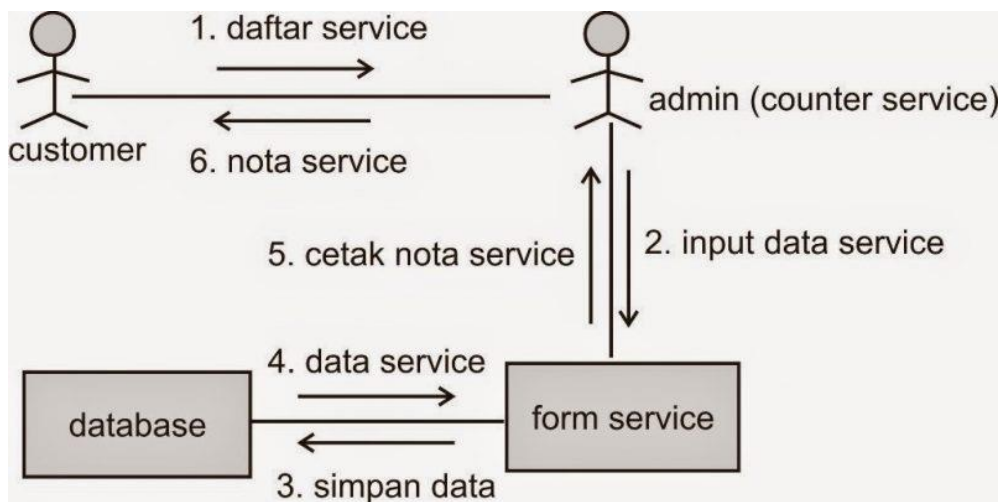 1. daftar service
customer
admin (counter service)
6. nota service
5. cetak nota service
2. input data service
4. data service
database
form service
3. simpan data